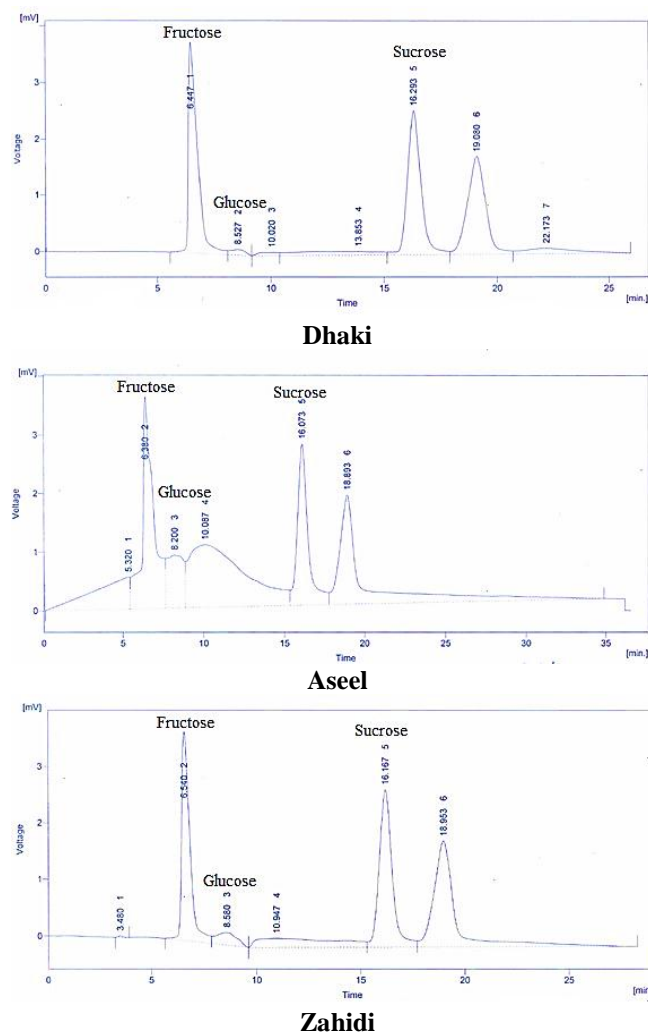 [mV]
Fructose
Sucrose
Glucose
3
2
1
0
Voltage
6.447 1
8.527 2
10.020 3
13.853 4
16.293 5
19.080 6
22.173 7
0 5 10 15 20 25
Time
[min.]
Dhaki
[mV]
Fructose
Sucrose
Glucose
3
2
1
0
Voltage
5.320 1
6.380 2
8.200 3
10.087 4
16.073 5
18.893 6
0 5 10 15 20 25 30 35
Time
[min.]
Aseel
[mV]
Fructose
Sucrose
Glucose
3
2
1
0
Voltage
3.480 1
6.540 2
8.580 3
10.947 4
16.167 5
18.953 6
0 5 10 15 20 25
Time
[min
Zahidi